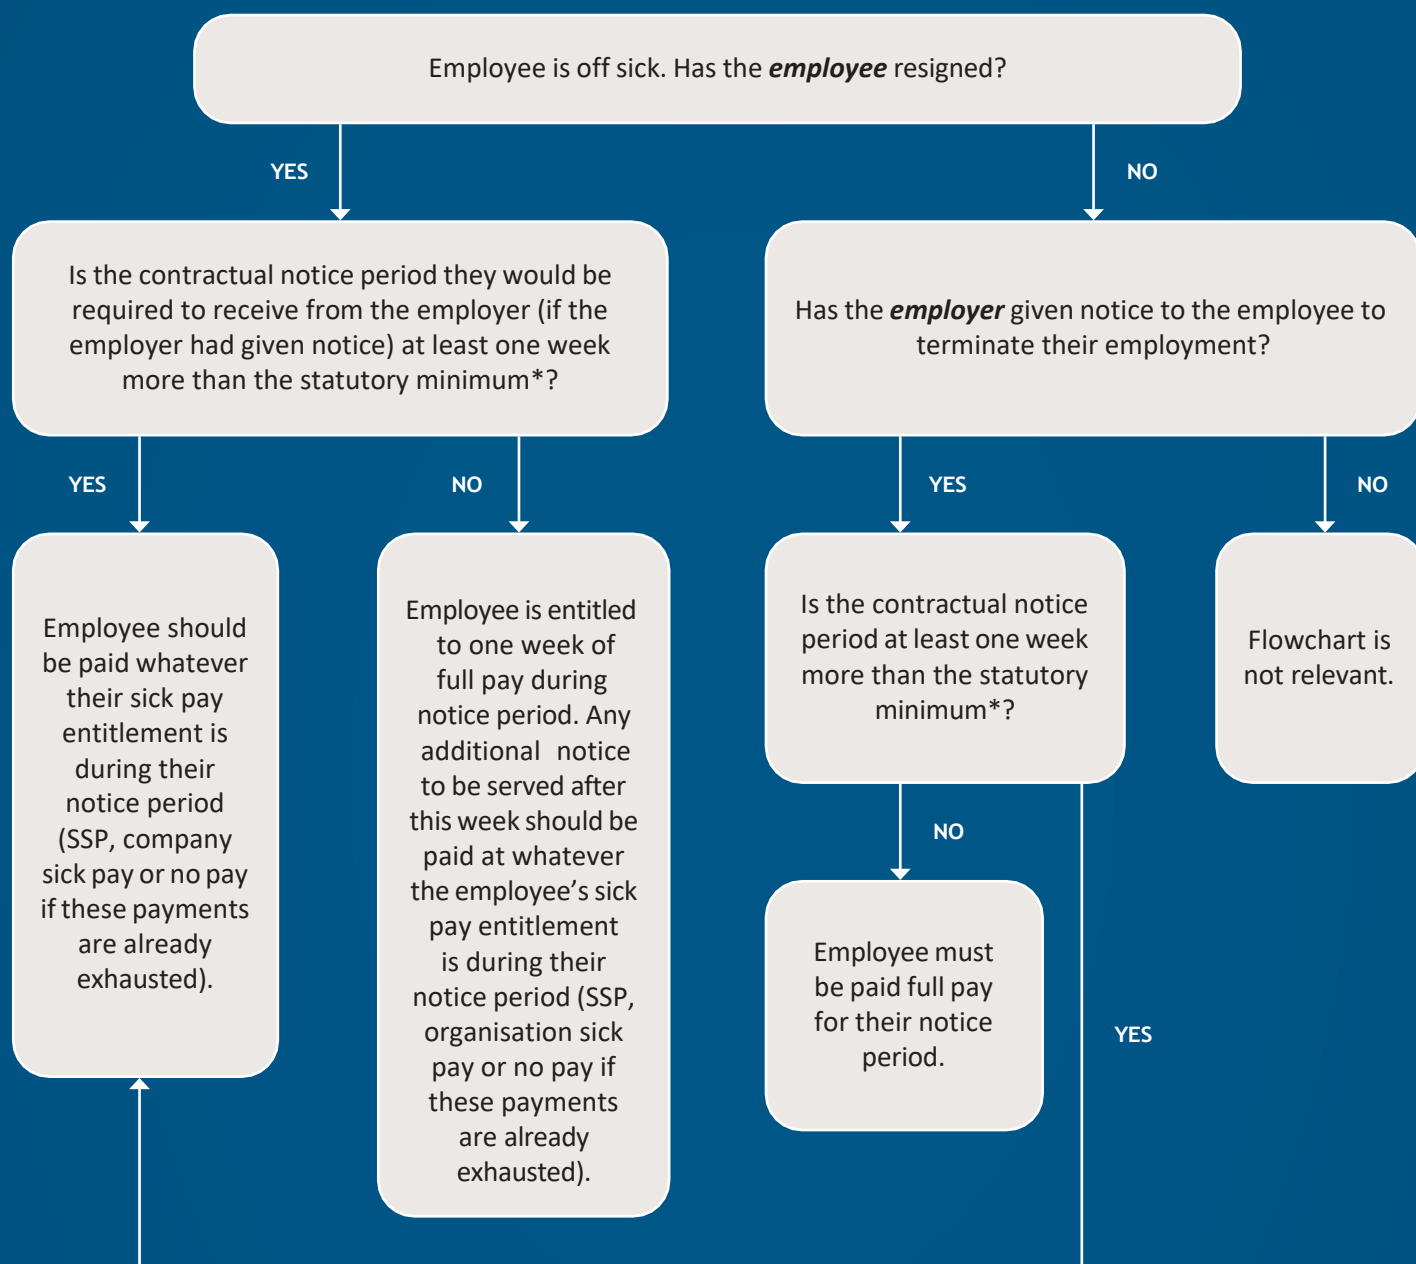 Employee is off sick. Has the employee resigned?
YES
NO
Is the contractual notice period they would be
required to receive from the employer (if the
employer had given notice) at least one week
more than the statutory minimum*?
Has the employer given notice to the employee to
terminate their employment?
YES
NO
YES
NO
Employee should
be paid whatever
their sick pay
entitlement is
during their
notice period
(SSP, company
sick pay or no pay
if these payments
are already
exhausted).
Employee is entitled
to one week of
full pay during
notice period. Any
additional notice
to be served after
this week should be
paid at whatever
the employee’s sick
pay entitlement
is during their
notice period (SSP,
organisation sick
pay or no pay if
these payments
are already
exhausted).
Is the contractual notice
period at least one week
more than the statutory
minimum*?
Flowchart is
not relevant.
NO
Employee must
be paid full pay
for their notice
period.
YES